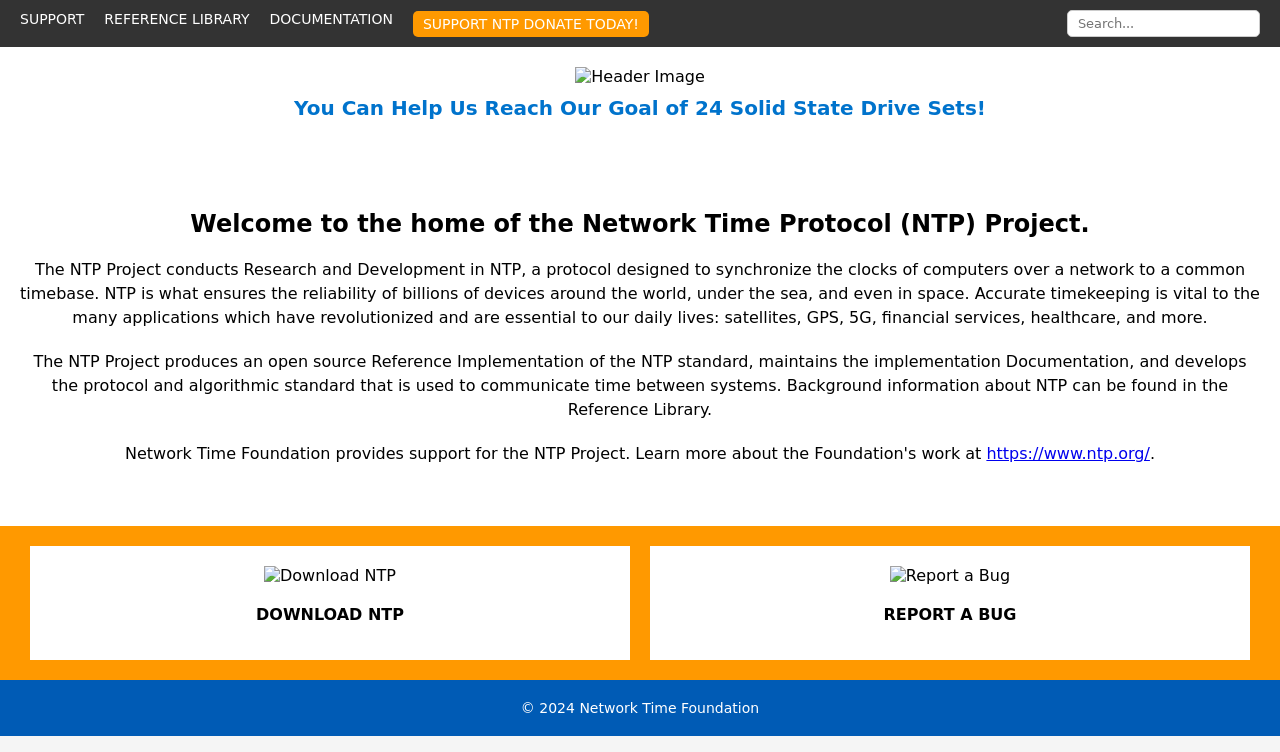 SUPPORT REFERENCE LIBRARY DOCUMENTATION SUPPORT NTP DONATE TODAY! Search...
Header Image
You Can Help Us Reach Our Goal of 24 Solid State Drive Sets!
Welcome to the home of the Network Time Protocol (NTP) Project.
The NTP Project conducts Research and Development in NTP, a protocol designed to synchronize the clocks of computers over a network to a common
timebase. NTP is what ensures the reliability of billions of devices around the world, under the sea, and even in space. Accurate timekeeping is vital to the
many applications which have revolutionized and are essential to our daily lives: satellites, GPS, 5G, financial services, healthcare, and more.
The NTP Project produces an open source Reference Implementation of the NTP standard, maintains the implementation Documentation, and develops
the protocol and algorithmic standard that is used to communicate time between systems. Background information about NTP can be found in the
Reference Library.
Network Time Foundation provides support for the NTP Project. Learn more about the Foundation's work at https://www.ntp.org/.
Download NTP
DOWNLOAD NTP
Report a Bug
REPORT A BUG
© 2024 Network Time Foundation